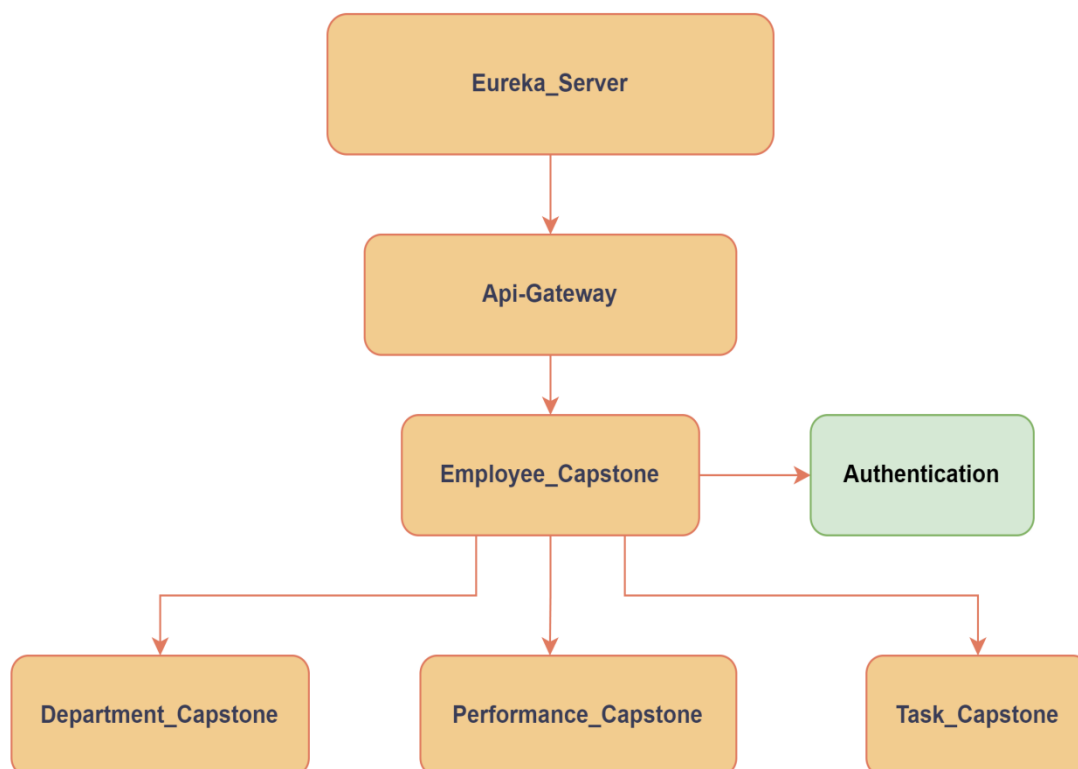 Eureka_Server
Api-Gateway
Employee_Capstone
Authentication
Department_Capstone
Performance_Capstone
Task_Capstone